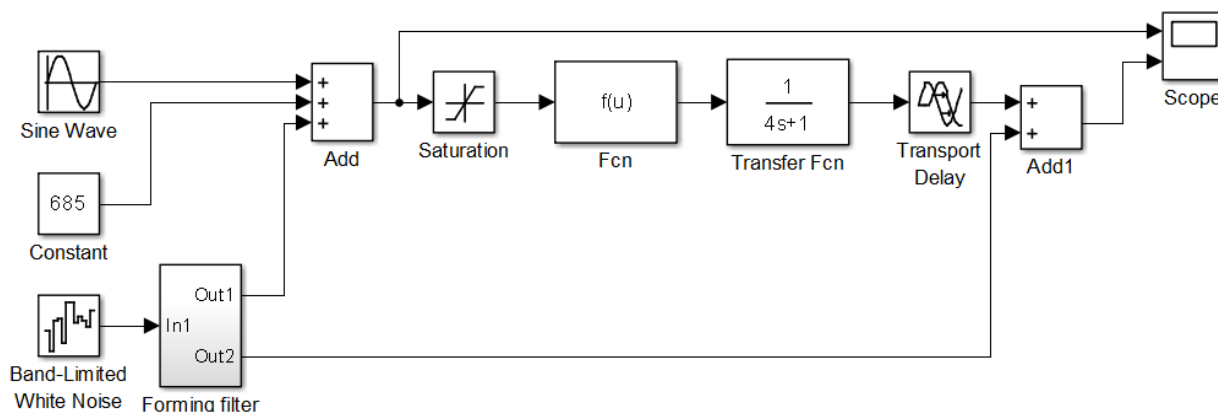 Sine Wave
+
+
+
Add
Saturation
f(u)
Fcn
1
4s+1
Transfer Fcn
Transport
Delay
+
+
Add1
Scope
685
Constant
Band-Limited
White Noise
In1
Out1
Out2
Forming filter